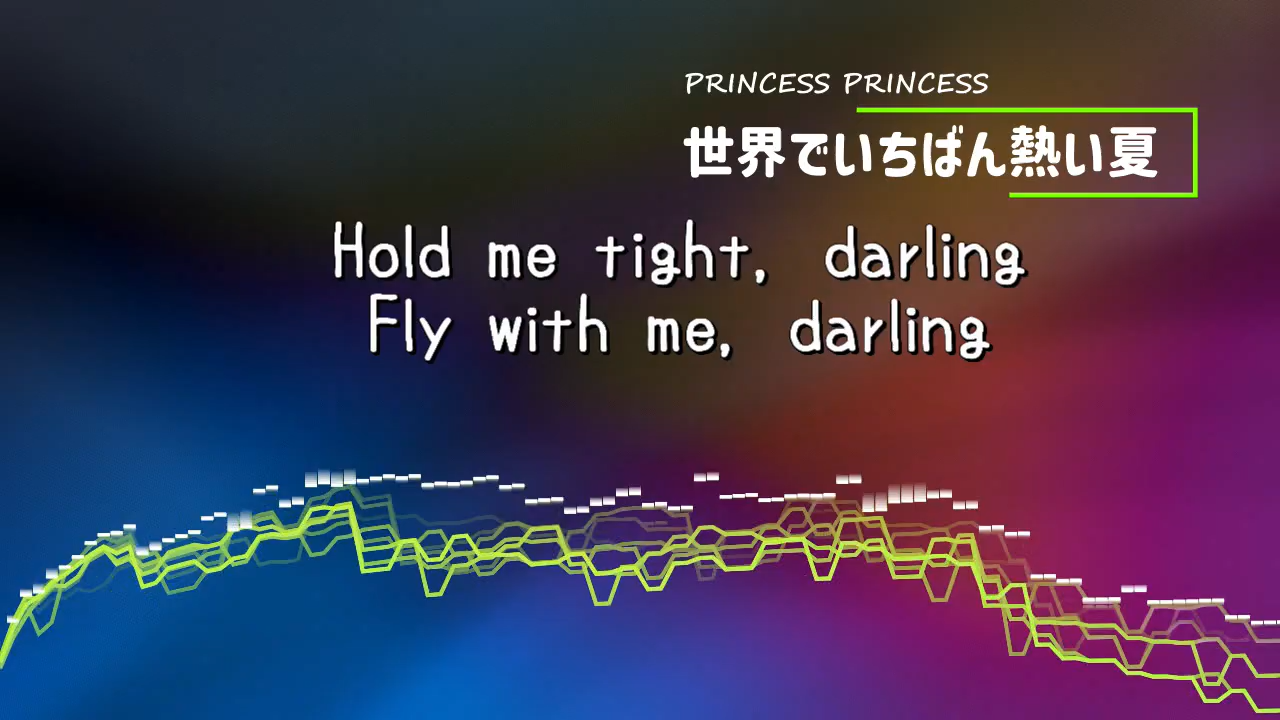 PRINCESS PRINCESS
世界でいちばん熱い夏
Hold me tight, darling
Fly with me, darling